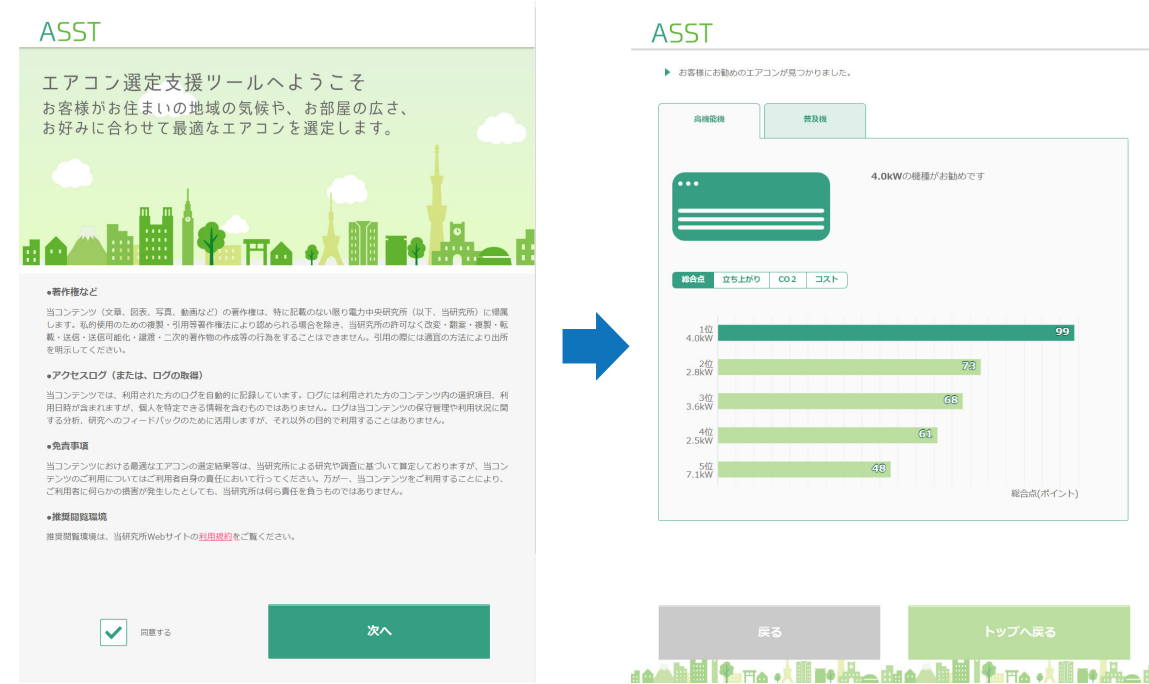 ASST
エアコン選定支援ツールへようこそ
お客様がお住まいの地域の気候や、お部屋の広さ、
お好みに合わせて最適なエアコンを選定します。
•著作権など
当コンテンツ（文章、図表、写真、動画など）の著作権は、特に記載のない限り電力中央研究所（以下、当研究所）に帰属
します。私的使用のための複製・引用等著作権法により認められる場合を除き、当研究所の許可なく改変・翻案・複製・転
載・送信・送信可能化・譲渡・二次的著作物の作成等の行為をすることはできません。引用の際には適宜の方法により出所
を明示してください。
•アクセスログ（または、ログの取得）
当コンテンツでは、利用された方のログを自動的に記録しています。ログには利用された方のコンテンツ内の選択項目、利
用日時が含まれますが、個人を特定できる情報を含むものではありません。ログは当コンテンツの保守管理や利用状況に関
する分析、研究へのフィードバックのために活用しますが、それ以外の目的で利用することはありません。
•免責事項
当コンテンツにおける最適なエアコンの選定結果等は、当研究所による研究や調査に基づいて算定しておりますが、当コン
テンツのご利用についてはご利用者自身の責任において行ってください。万が一、当コンテンツをご利用することにより、
ご利用者に何らかの損害が発生したとしても、当研究所は何ら責任を負うものではありません。
•推奨閲覧環境
推奨閲覧環境は、当研究所Webサイトの利用規約をご覧ください。
同意する
次へ
ASST
お客様にお勧めのエアコンが見つかりました。
高機能機
普及機
4.0kWの機種がお勧めです
総合点 立ち上がり CO2 コスト
1位
4.0kW
99
2位
2.8kW
73
3位
3.6kW
68
4位
2.5kW
61
5位
7.1kW
48
総合点(ポイント)
戻る
トップへ戻る